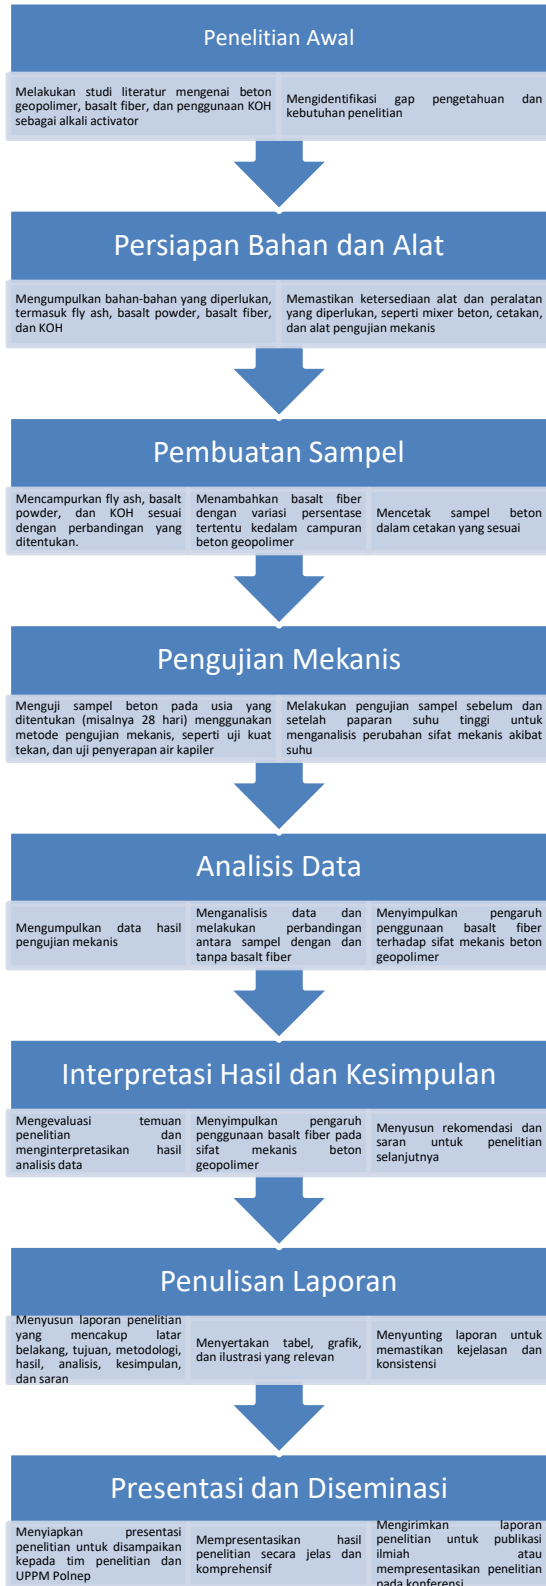 Penelitian Awal
Melakukan studi literatur mengenai beton
geopolimer, basalt fiber, dan penggunaan KOH
sebagai alkali activator
Mengidentifikasi gap pengetahuan dan
kebutuhan penelitian
Persiapan Bahan dan Alat
Mengumpulkan bahan-bahan yang diperlukan,
termasuk fly ash, basalt powder, basalt fiber,
dan KOH
Memastikan ketersediaan alat dan peralatan
yang diperlukan, seperti mixer beton, cetakan,
dan alat pengujian mekanis
Pembuatan Sampel
Mencampurkan fly ash, basalt
powder, dan KOH sesuai
dengan perbandingan yang
ditentukan.
Menambahkan basalt fiber
dengan variasi persentase
tertentu kedalam campuran
beton geopolimer
Mencetak sampel beton
dalam cetakan yang sesuai
Pengujian Mekanis
Menguji sampel beton pada usia yang
ditentukan (misalnya 28 hari) menggunakan
metode pengujian mekanis, seperti uji kuat
tekan, dan uji penyerapan air kapiler
Melakukan pengujian sampel sebelum dan
setelah paparan suhu tinggi untuk
menganalisis perubahan sifat mekanis akibat
suhu
Analisis Data
Mengumpulkan data hasil
pengujian mekanis
Menganalisis data dan
melakukan perbandingan
antara sampel dengan dan
tanpa basalt fiber
Menyimpulkan pengaruh
penggunaan basalt fiber
terhadap sifat mekanis beton
geopolimer
Interpretasi Hasil dan Kesimpulan
Mengevaluasi temuan
penelitian dan
menginterpretasikan hasil
analisis data
Menyimpulkan pengaruh
penggunaan basalt fiber pada
sifat mekanis beton
geopolimer
Menyusun rekomendasi dan
saran untuk penelitian
selanjutnya
Penulisan Laporan
Menyusun laporan penelitian
yang mencakup latar
belakang, tujuan, metodologi,
hasil, analisis, kesimpulan,
dan saran
Menyertakan tabel, grafik,
dan ilustrasi yang relevan
Menyunting laporan untuk
memastikan kejelasan dan
konsistensi
Presentasi dan Diseminasi
Menyiapkan presentasi
penelitian untuk disampaikan
kepada tim penelitian dan
UPPM Polnep
Mempresentasikan hasil
penelitian secara jelas dan
komprehensif
Mengirimkan laporan
penelitian untuk publikasi
ilmiah atau
mempresentasikan penelitian
pada konferensi